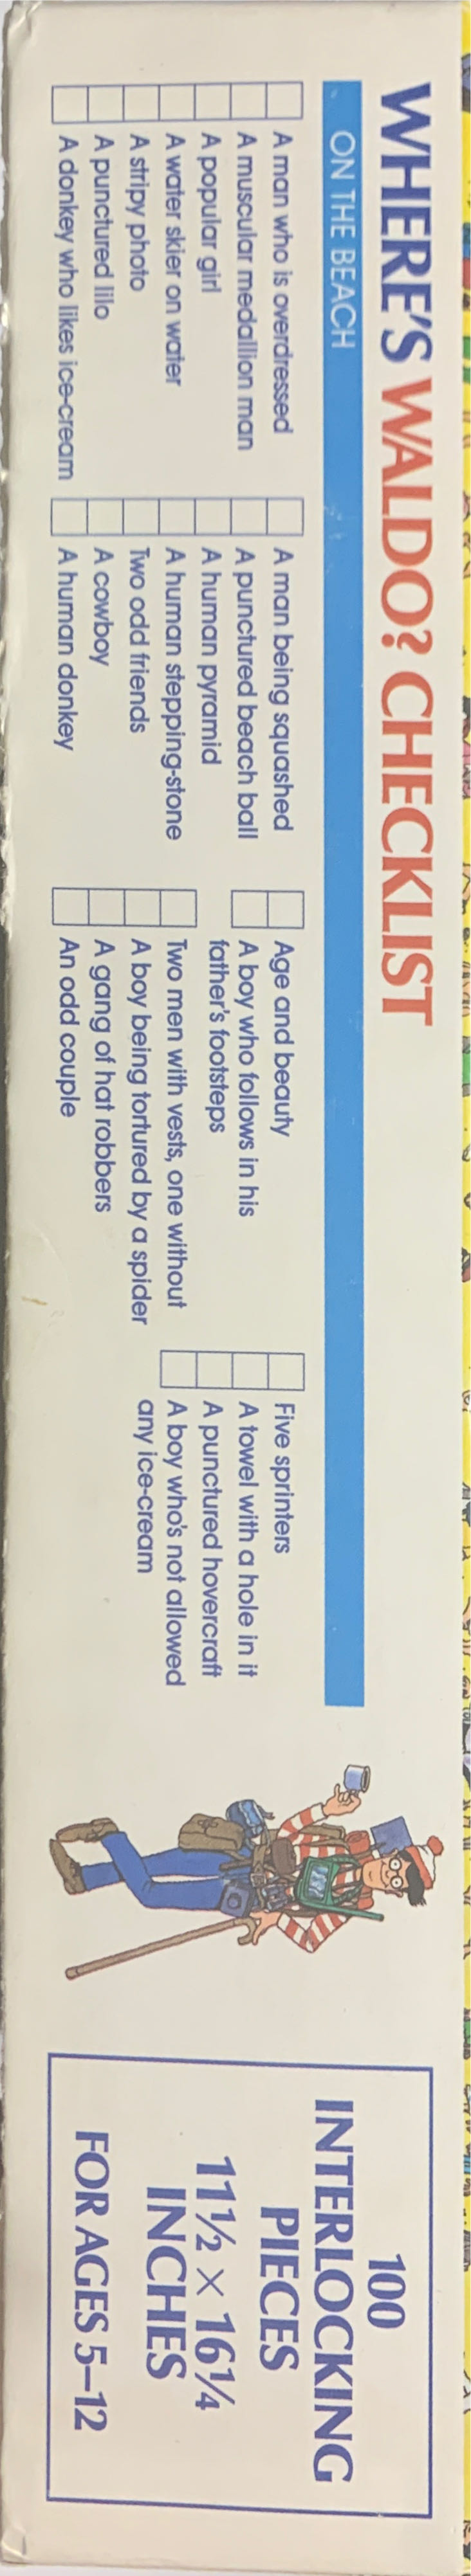 WHERE'S WALDO? CHECKLIST
ON THE BEACH
A man who is overdressed
A muscular medallion man
A popular girl
A water skier on water
A stripy photo
A punctured lilo
A donkey who likes ice-cream
A man being squashed
A punctured beach ball
A human pyramid
A human stepping-stone
Two odd friends
A cowboy
A human donkey
Age and beauty
A boy who follows in his
father's footsteps
Two men with vests, one without
A boy being tortured by a spider
A gang of hat robbers
An odd couple
Five sprinters
A towel with a hole in it
A punctured hovercraft
A boy who's not allowed
any ice-cream
100
INTERLOCKING
PIECES
11½ × 16¼
INCHES
FOR AGES 5–12